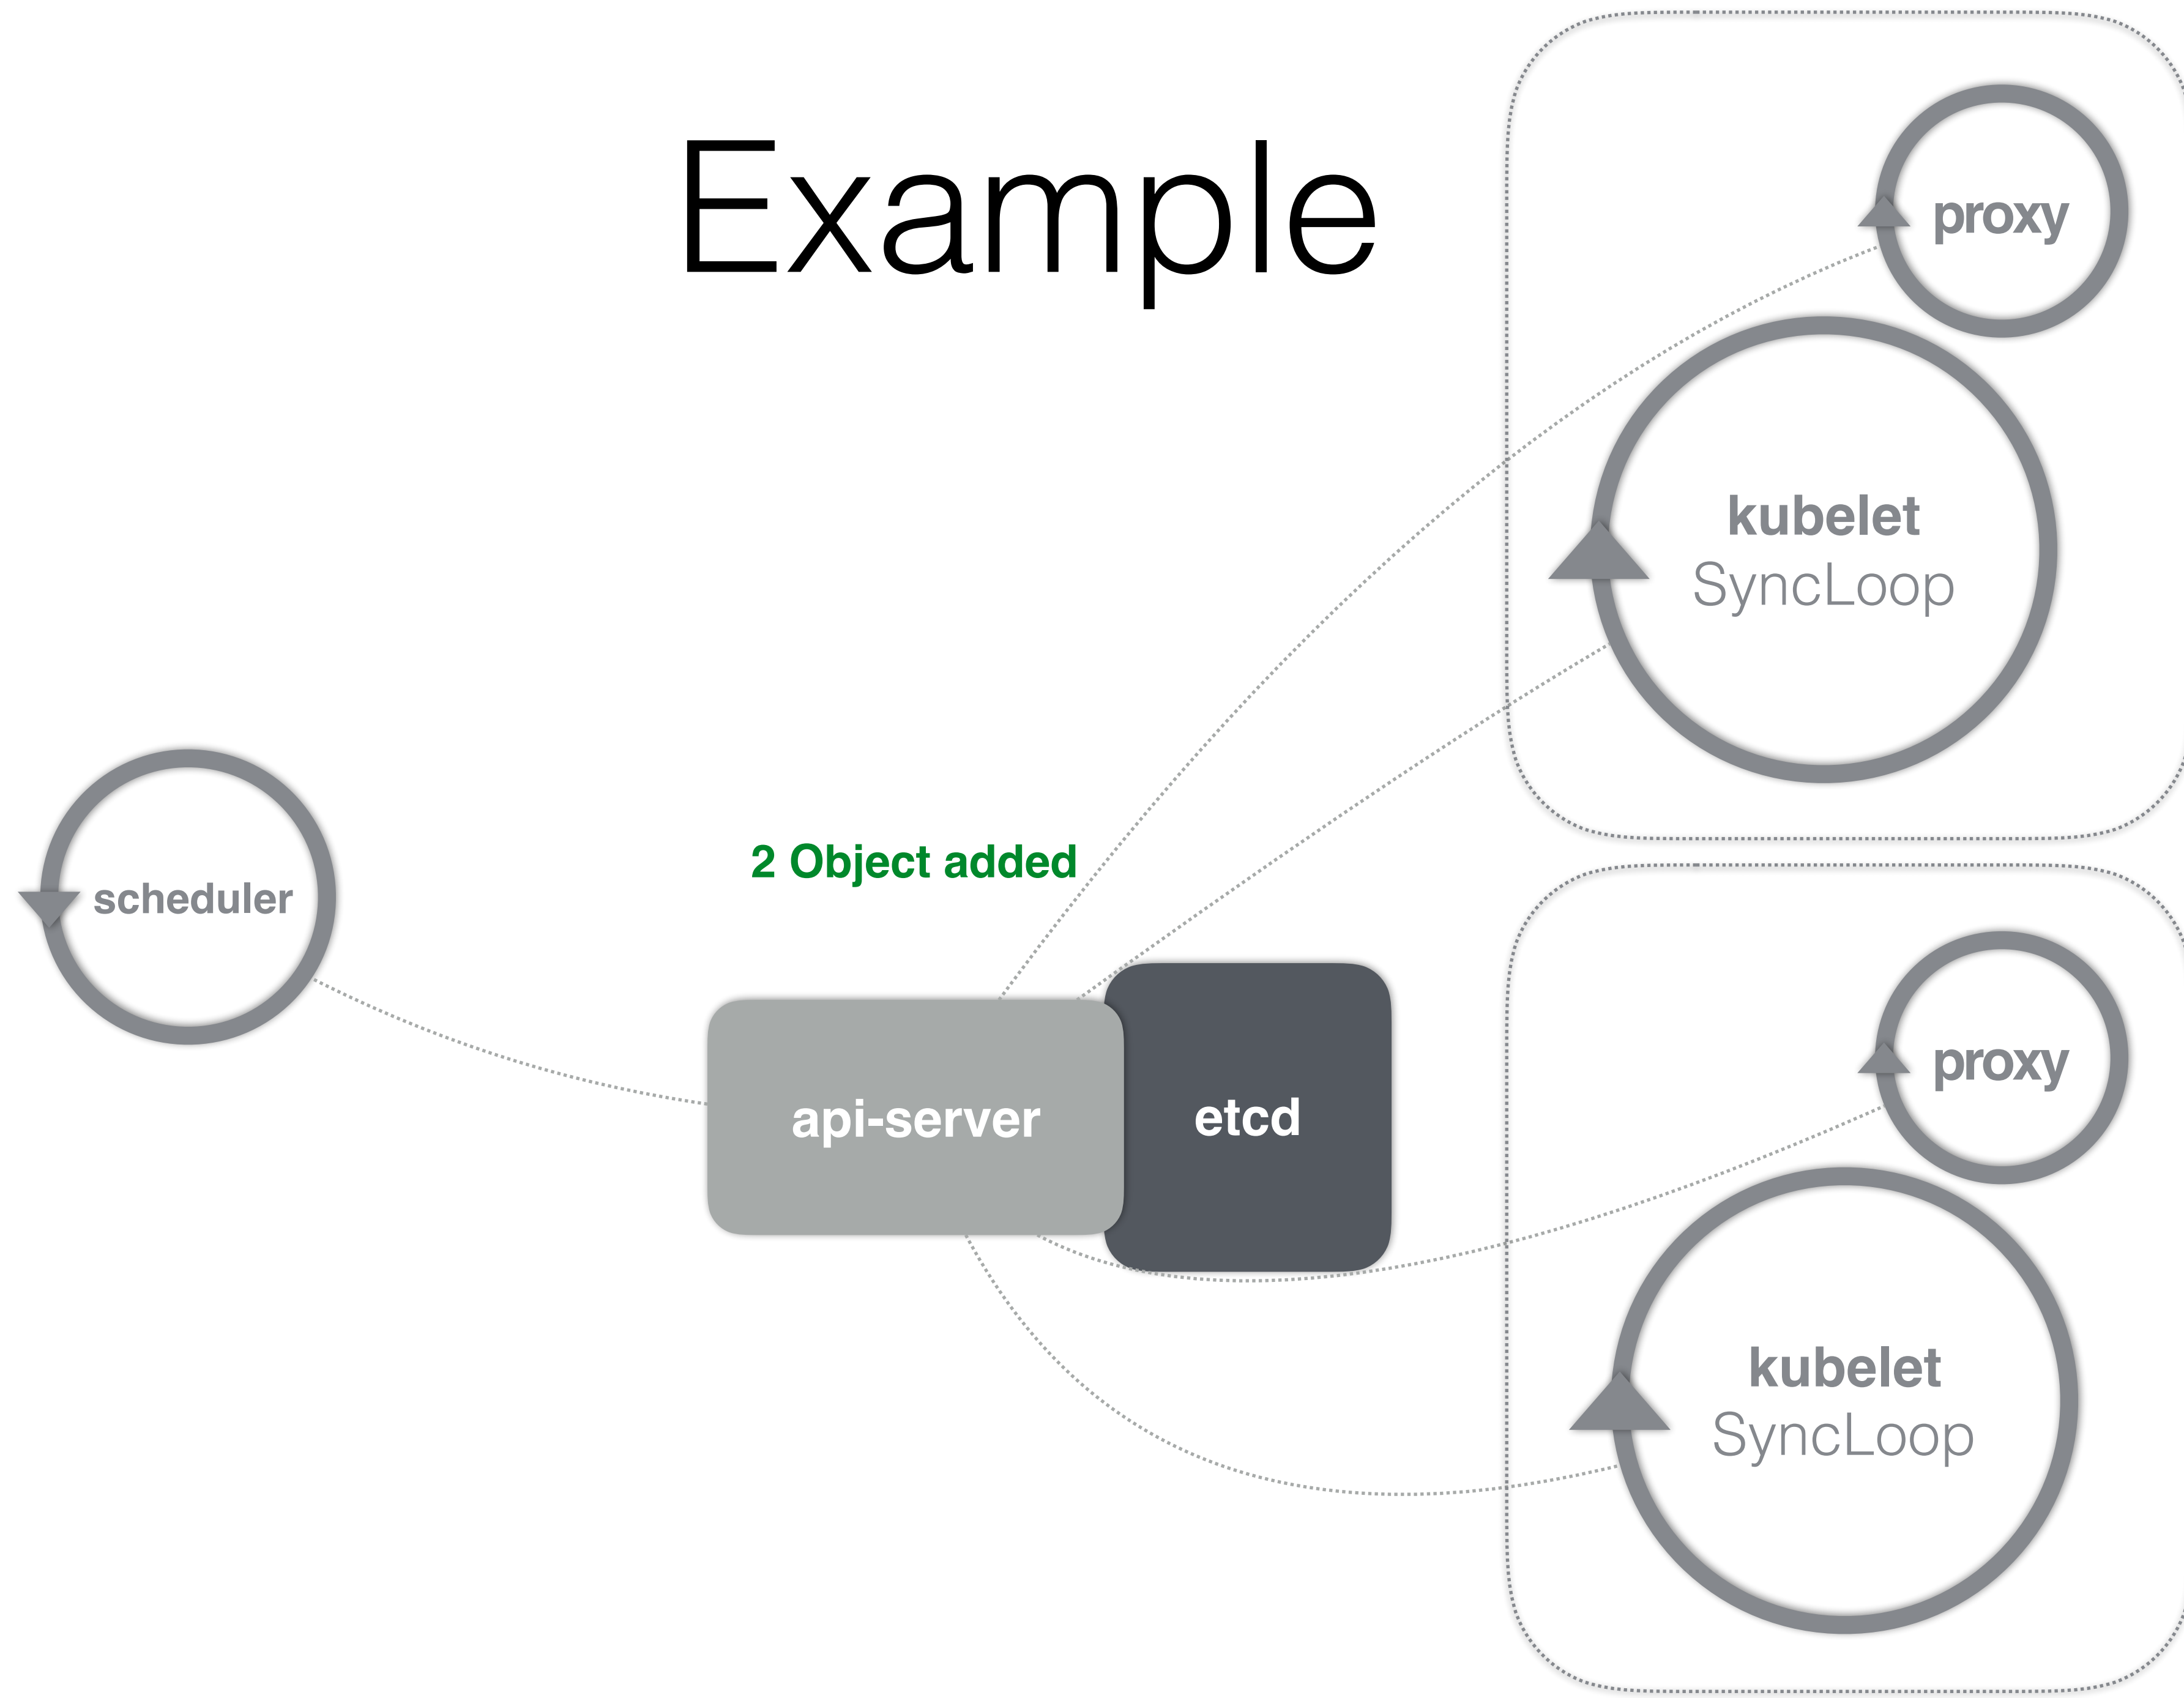 Example
proxy
kubelet
SyncLoop
2 Object added
scheduler
api-server
etcd
proxy
kubelet
SyncLoop